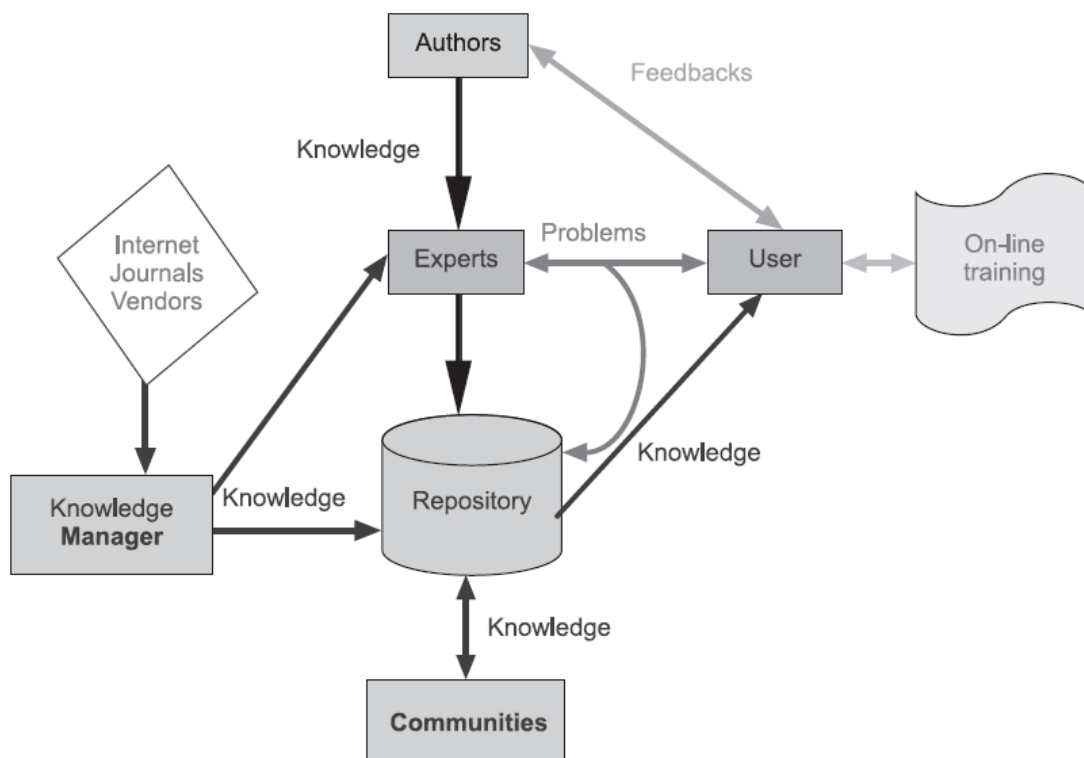 Authors
Feedbacks
Knowledge
Internet
Journals
Vendors
Experts
Problems
User
On-line
training
Knowledge
Manager
Knowledge
Repository
Knowledge
Knowledge
Communities